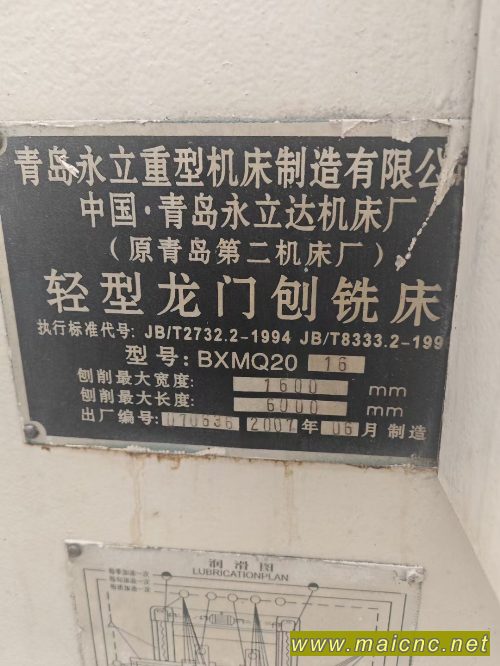 青岛永立重型机床制造有限公
中国·青岛永立达机床厂
(原青岛第二机床厂)
轻型龙门刨铣床
执行标准代号: JB/T2732.2-1994 JB/T8333.2-199
型号: BXMQ20 16
刨削最大宽度: 1600 mm
刨削最大长度: 6000 mm
出厂编号: 070636 2007年06月制造
润滑图
LUBRICATIONPLAN
www.maicnc.net